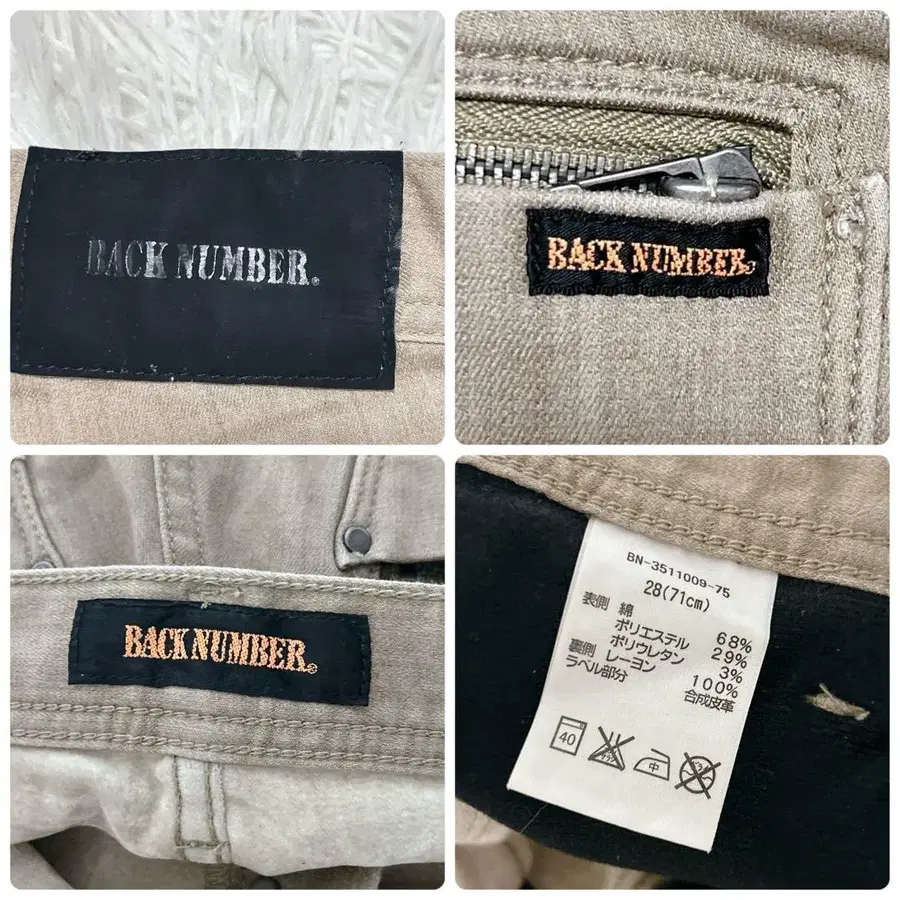 BACK NUMBER®
BACK NUMBER®
BACK NUMBER®
BN-3511009-75
28(71cm)
表側 綿 68%
ポリエステル 29%
ポリウレタン 3%
裏側 レーヨン 100%
ラベル部分 合成皮革
40
中